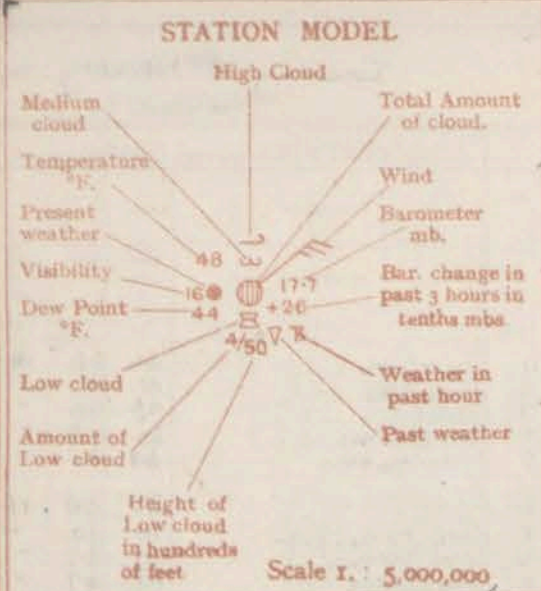 STATION MODEL
High Cloud
Medium
cloud
Total Amount
of cloud.
Temperature
°F.
Wind
Present
weather
Barometer
mb.
48
Visibility
16
17·7
Bar. change in
past 3 hours in
tenths mbs.
Dew Point
°F.
44
+26
4/50
Low cloud
Weather in
past hour
Amount of
Low cloud
Past weather
Height of
Low cloud
in hundreds
of feet
Scale 1. : 5,000,000